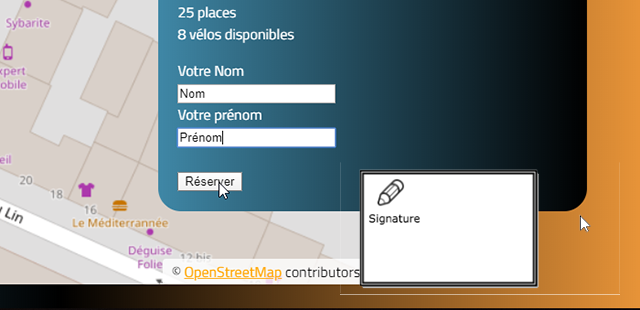 25 places
8 vélos disponibles
Votre Nom
Nom
Votre prénom
Prénom
Réserver
Signature
Sybarite
xpert
obile
eil
20
18
16
u Lin
Le Méditerrannée
Déguise
Folie
12 bis
© OpenStreetMap contributors